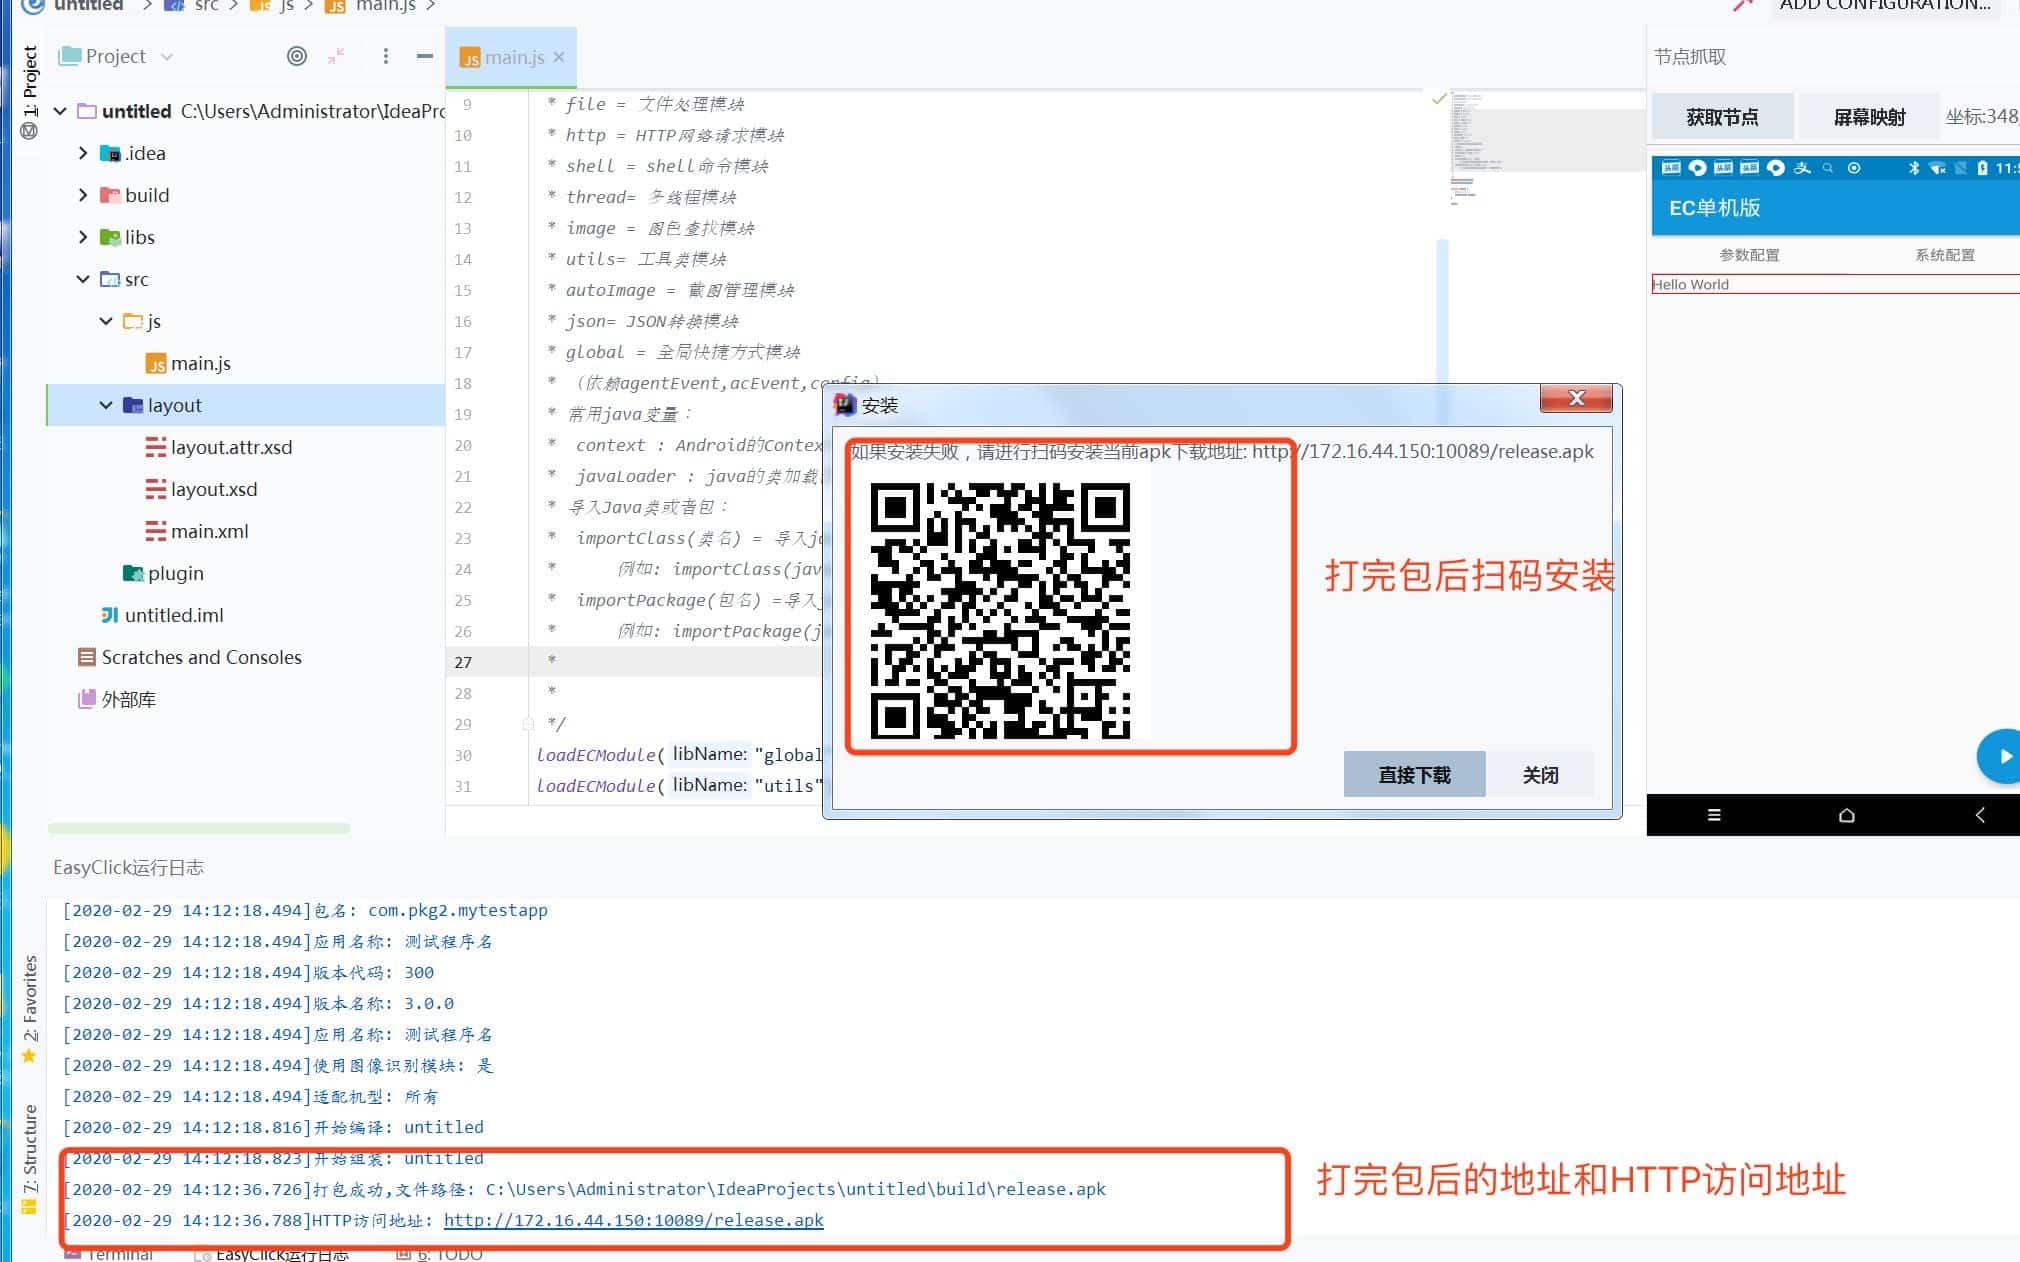 untitled > src > js > main.js >
ADD CONFIGURATION...
1: Project
Project
main.js ×
节点抓取
untitled C:\Users\Administrator\IdeaPro
.idea
build
libs
src
js
main.js
layout
layout.attr.xsd
layout.xsd
main.xml
plugin
untitled.iml
Scratches and Consoles
外部库
9 * file = 文件处理模块
10 * http = HTTP网络请求模块
11 * shell = shell命令模块
12 * thread= 多线程模块
13 * image = 图色查找模块
14 * utils= 工具类模块
15 * autoImage = 截图管理模块
16 * json= JSON转换模块
17 * global = 全局快捷方式模块
18 * （依赖agentEvent,acEvent,config）
19 * 常用java变量：
20 * context : Android的Contex
21 * javaLoader : java的类加载
22 * 导入Java类或者包：
23 * importClass(类名) = 导入j
24 * 例如: importClass(jav
25 * importPackage(包名) =导入j
26 * 例如: importPackage(j
27 *
28 *
29 */
30 loadECModule( libName: "global
31 loadECModule( libName: "utils"
安装
如果安装失败，请进行扫码安装当前apk下载地址: http://172.16.44.150:10089/release.apk
打完包后扫码安装
直接下载 关闭
获取节点 屏幕映射 坐标:348,
头条 头条 头条 支 11:5
EC单机版
参数配置 系统配置
Hello World
EasyClick运行日志
[2020-02-29 14:12:18.494]包名: com.pkg2.mytestapp
[2020-02-29 14:12:18.494]应用名称: 测试程序名
[2020-02-29 14:12:18.494]版本代码: 300
[2020-02-29 14:12:18.494]版本名称: 3.0.0
[2020-02-29 14:12:18.494]应用名称: 测试程序名
[2020-02-29 14:12:18.494]使用图像识别模块: 是
[2020-02-29 14:12:18.494]适配机型: 所有
[2020-02-29 14:12:18.816]开始编译: untitled
[2020-02-29 14:12:18.823]开始组装: untitled
[2020-02-29 14:12:36.726]打包成功,文件路径: C:\Users\Administrator\IdeaProjects\untitled\build\release.apk
[2020-02-29 14:12:36.788]HTTP访问地址: http://172.16.44.150:10089/release.apk
打完包后的地址和HTTP访问地址
2: Favorites
7: Structure
Terminal EasyClick运行日志 6: TODO